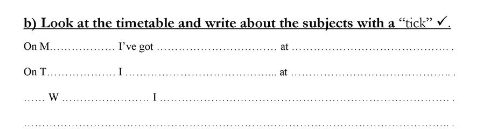 b) Look at the timetable and write about the subjects with a “tick” ✓.
On M.................. I’ve got ................................... at ...............................................
On T................... I ............................................. at ...............................................
...... W ......................... I .................................................................................... .
................................................................................................................................ .